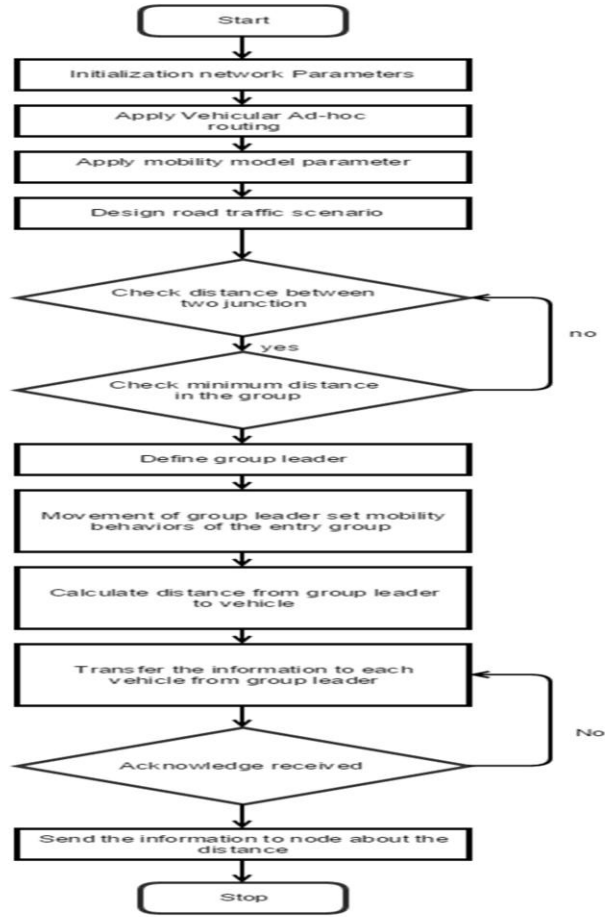 Start
Initialization network Parameters
Apply Vehicular Ad-hoc
routing
Apply mobility model parameter
Design road traffic scenario
Check distance between
two junction
no
yes
Check minimum distance
in the group
Define group leader
Movement of group leader set mobility
behaviors of the entry group
Calculate distance from group leader
to vehicle
Transfer the information to each
vehicle from group leader
No
Acknowledge received
Send the information to node about the
distance
Stop